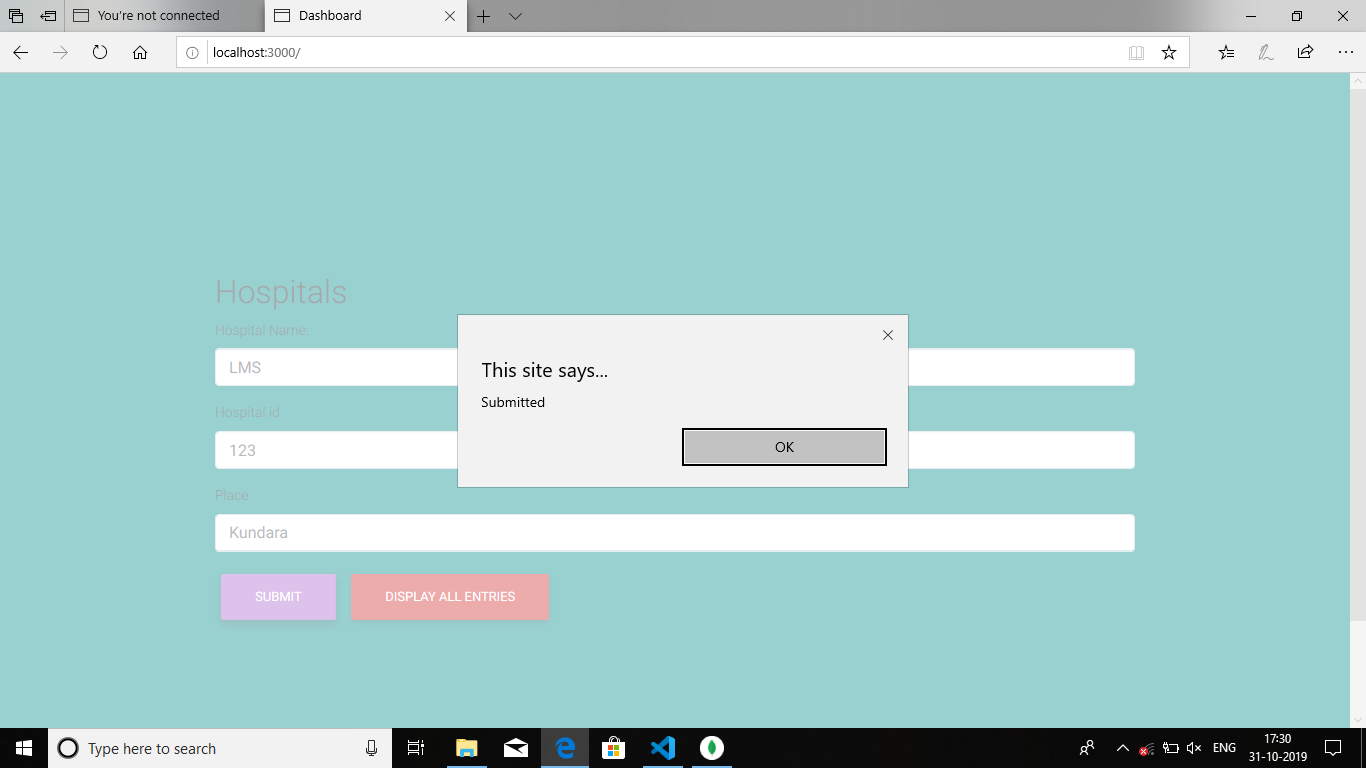 You're not connected
Dashboard
localhost:3000/
Hospitals
Hospital Name:
LMS
Hospital id
123
Place
Kundara
SUBMIT
DISPLAY ALL ENTRIES
This site says...
Submitted
OK
Type here to search
ENG
17:30
31-10-2019